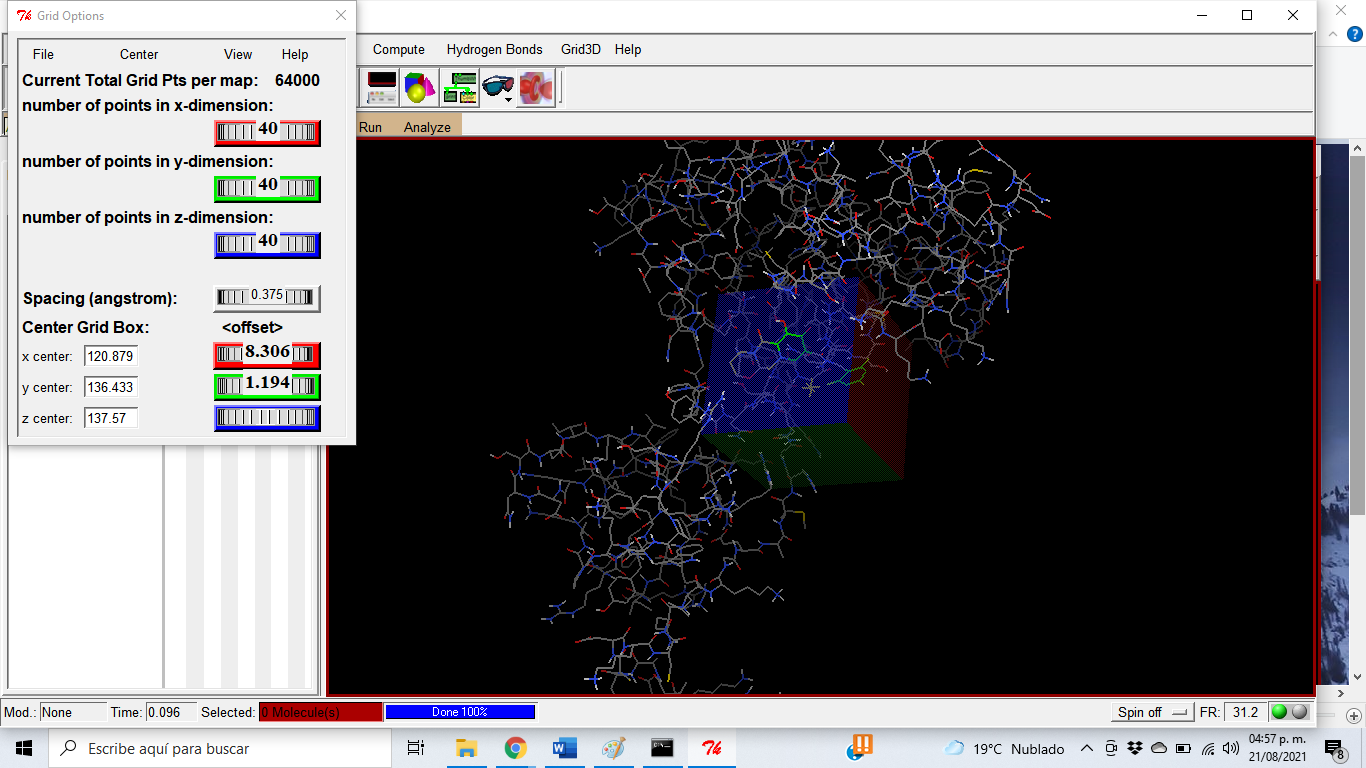 Grid Options
File Center View Help
Current Total Grid Pts per map: 64000
number of points in x-dimension:
40
number of points in y-dimension:
40
number of points in z-dimension:
40
Spacing (angstrom): 0.375
Center Grid Box: <offset>
x center: 120.879 8.306
y center: 136.433 1.194
z center: 137.57
Compute Hydrogen Bonds Grid3D Help
Run Analyze
Mod.: None Time: 0.096 Selected: 0 Molecule(s) Done 100% Spin off FR: 31.2
Escribe aquí para buscar
19°C Nublado
04:57 p. m.
21/08/2021
8